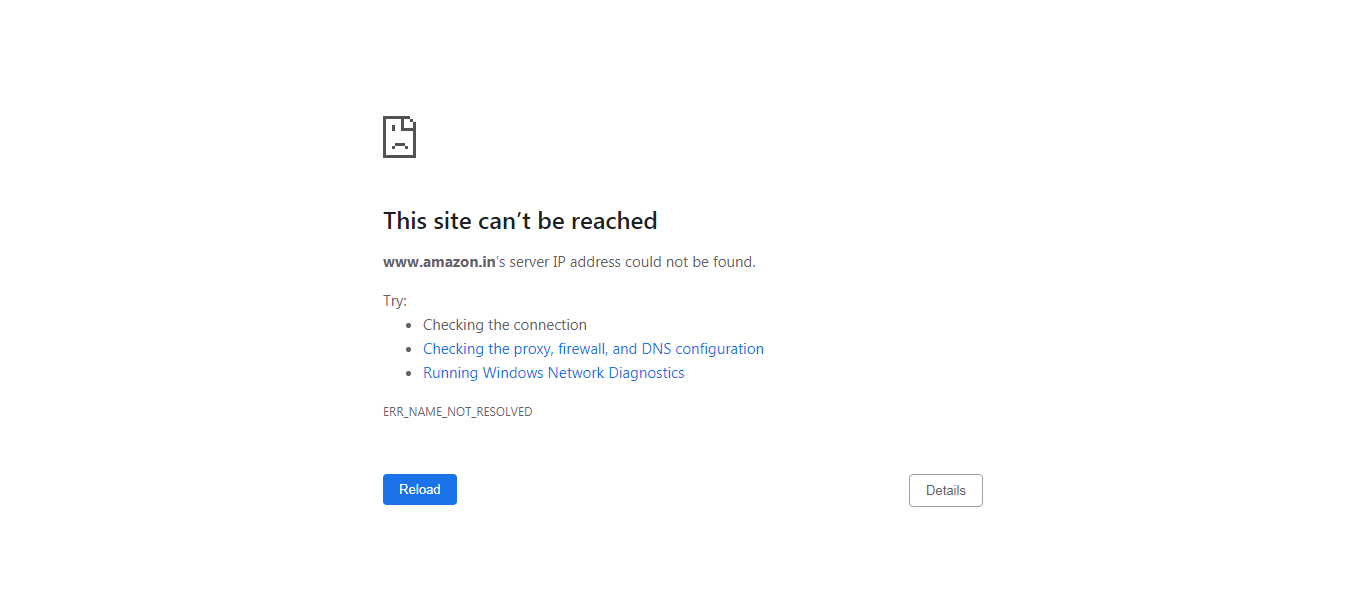 This site can’t be reached
www.amazon.in’s server IP address could not be found.
Try:
• Checking the connection
• Checking the proxy, firewall, and DNS configuration
• Running Windows Network Diagnostics
ERR_NAME_NOT_RESOLVED
Reload
Details